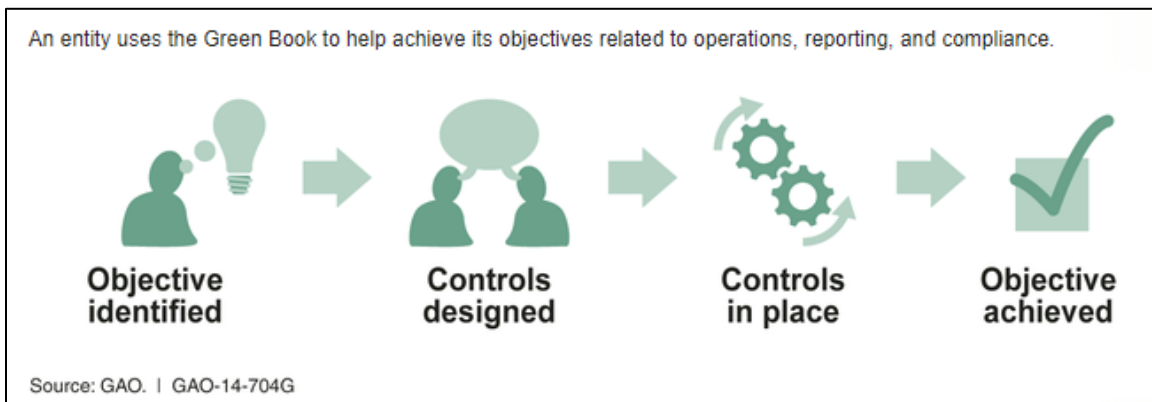 An entity uses the Green Book to help achieve its objectives related to operations, reporting, and compliance.
Objective
identified
Controls
designed
Controls
in place
Objective
achieved
Source: GAO. | GAO-14-704G